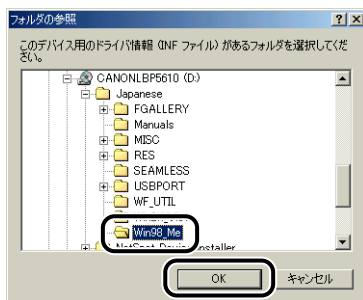 フォルダの参照
このデバイス用のドライバ情報 (INF ファイル) があるフォルダを選択してくだ
さい。
CANONLBP5610 (D:)
Japanese
FGALLERY
Manuals
MISC
RES
SEAMLESS
USBPORT
WF_UTIL
Win98_Me
NetSpot Device Installer
OK
キャンセル